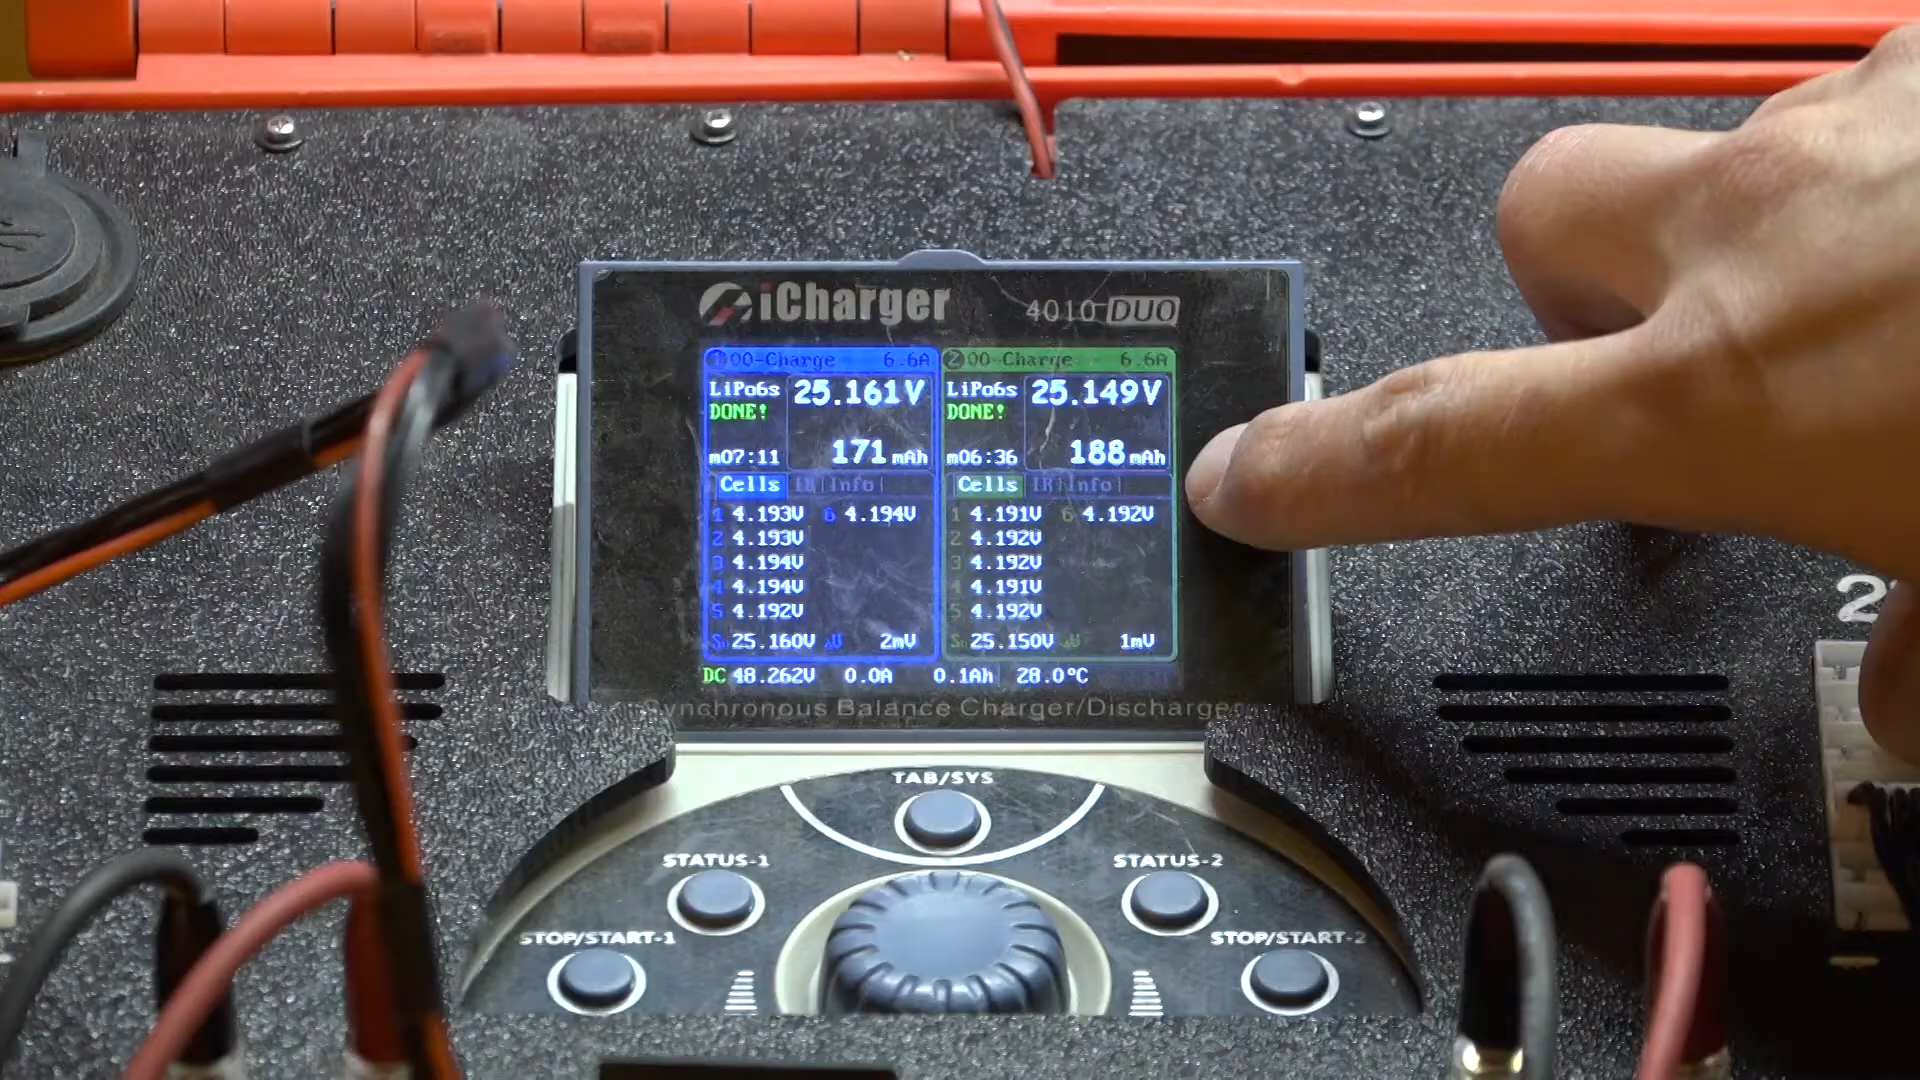 iCharger 4010 DUO
1 00-Charge 6.6A
LiPo6s 25.161V
DONE!
m07:11 171 mAh
Cells IR Info
1 4.193V 6 4.194V
2 4.193V
3 4.194V
4 4.194V
5 4.192V
25.160V 2mV
2 00-Charge 6.6A
LiPo6s 25.149V
DONE!
m06:36 188 mAh
Cells IR Info
1 4.191V 6 4.192V
2 4.192V
3 4.192V
4 4.191V
5 4.192V
25.150V 1mV
DC 48.262V 0.0A 0.1Ah 28.0°C
Synchronous Balance Charger/Discharger
TAB/SYS
STATUS-1
STATUS-2
STOP/START-1
STOP/START-2